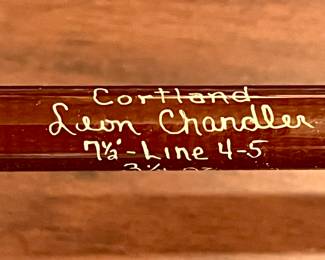 Cortland
Leon Chandler
7½' - Line 4-5